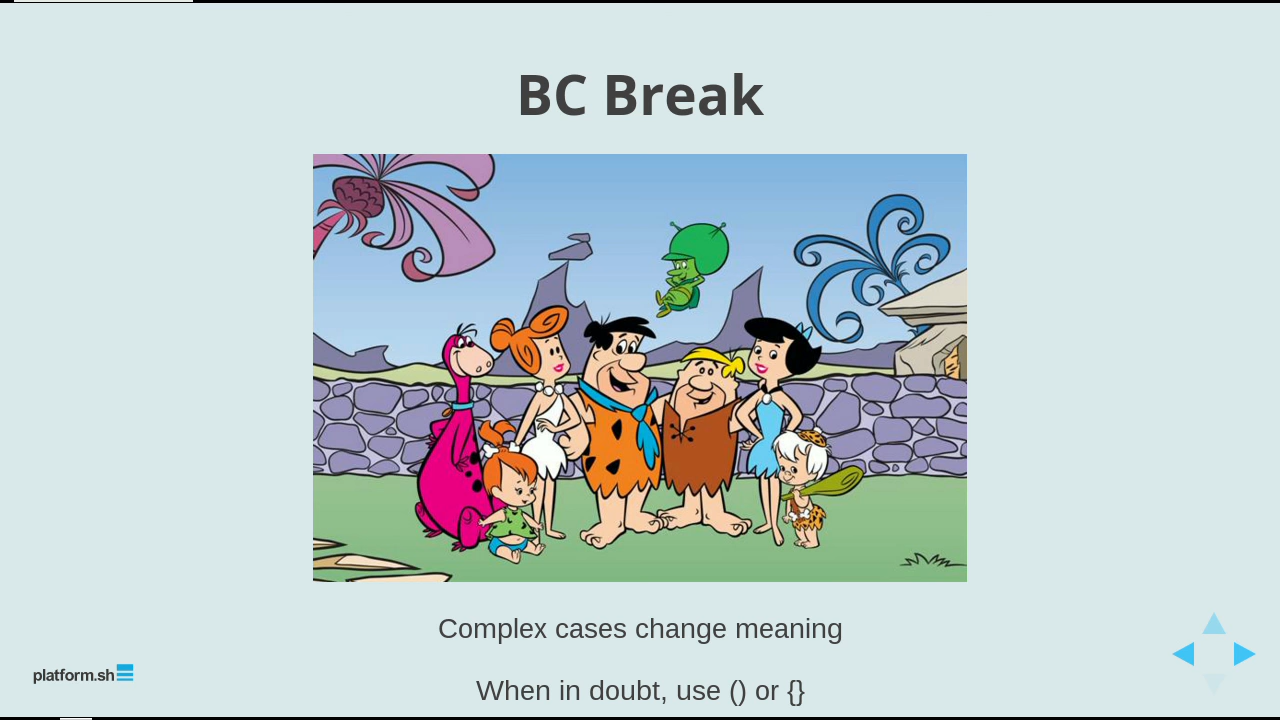 BC Break
Complex cases change meaning
platform.sh
When in doubt, use () or {}